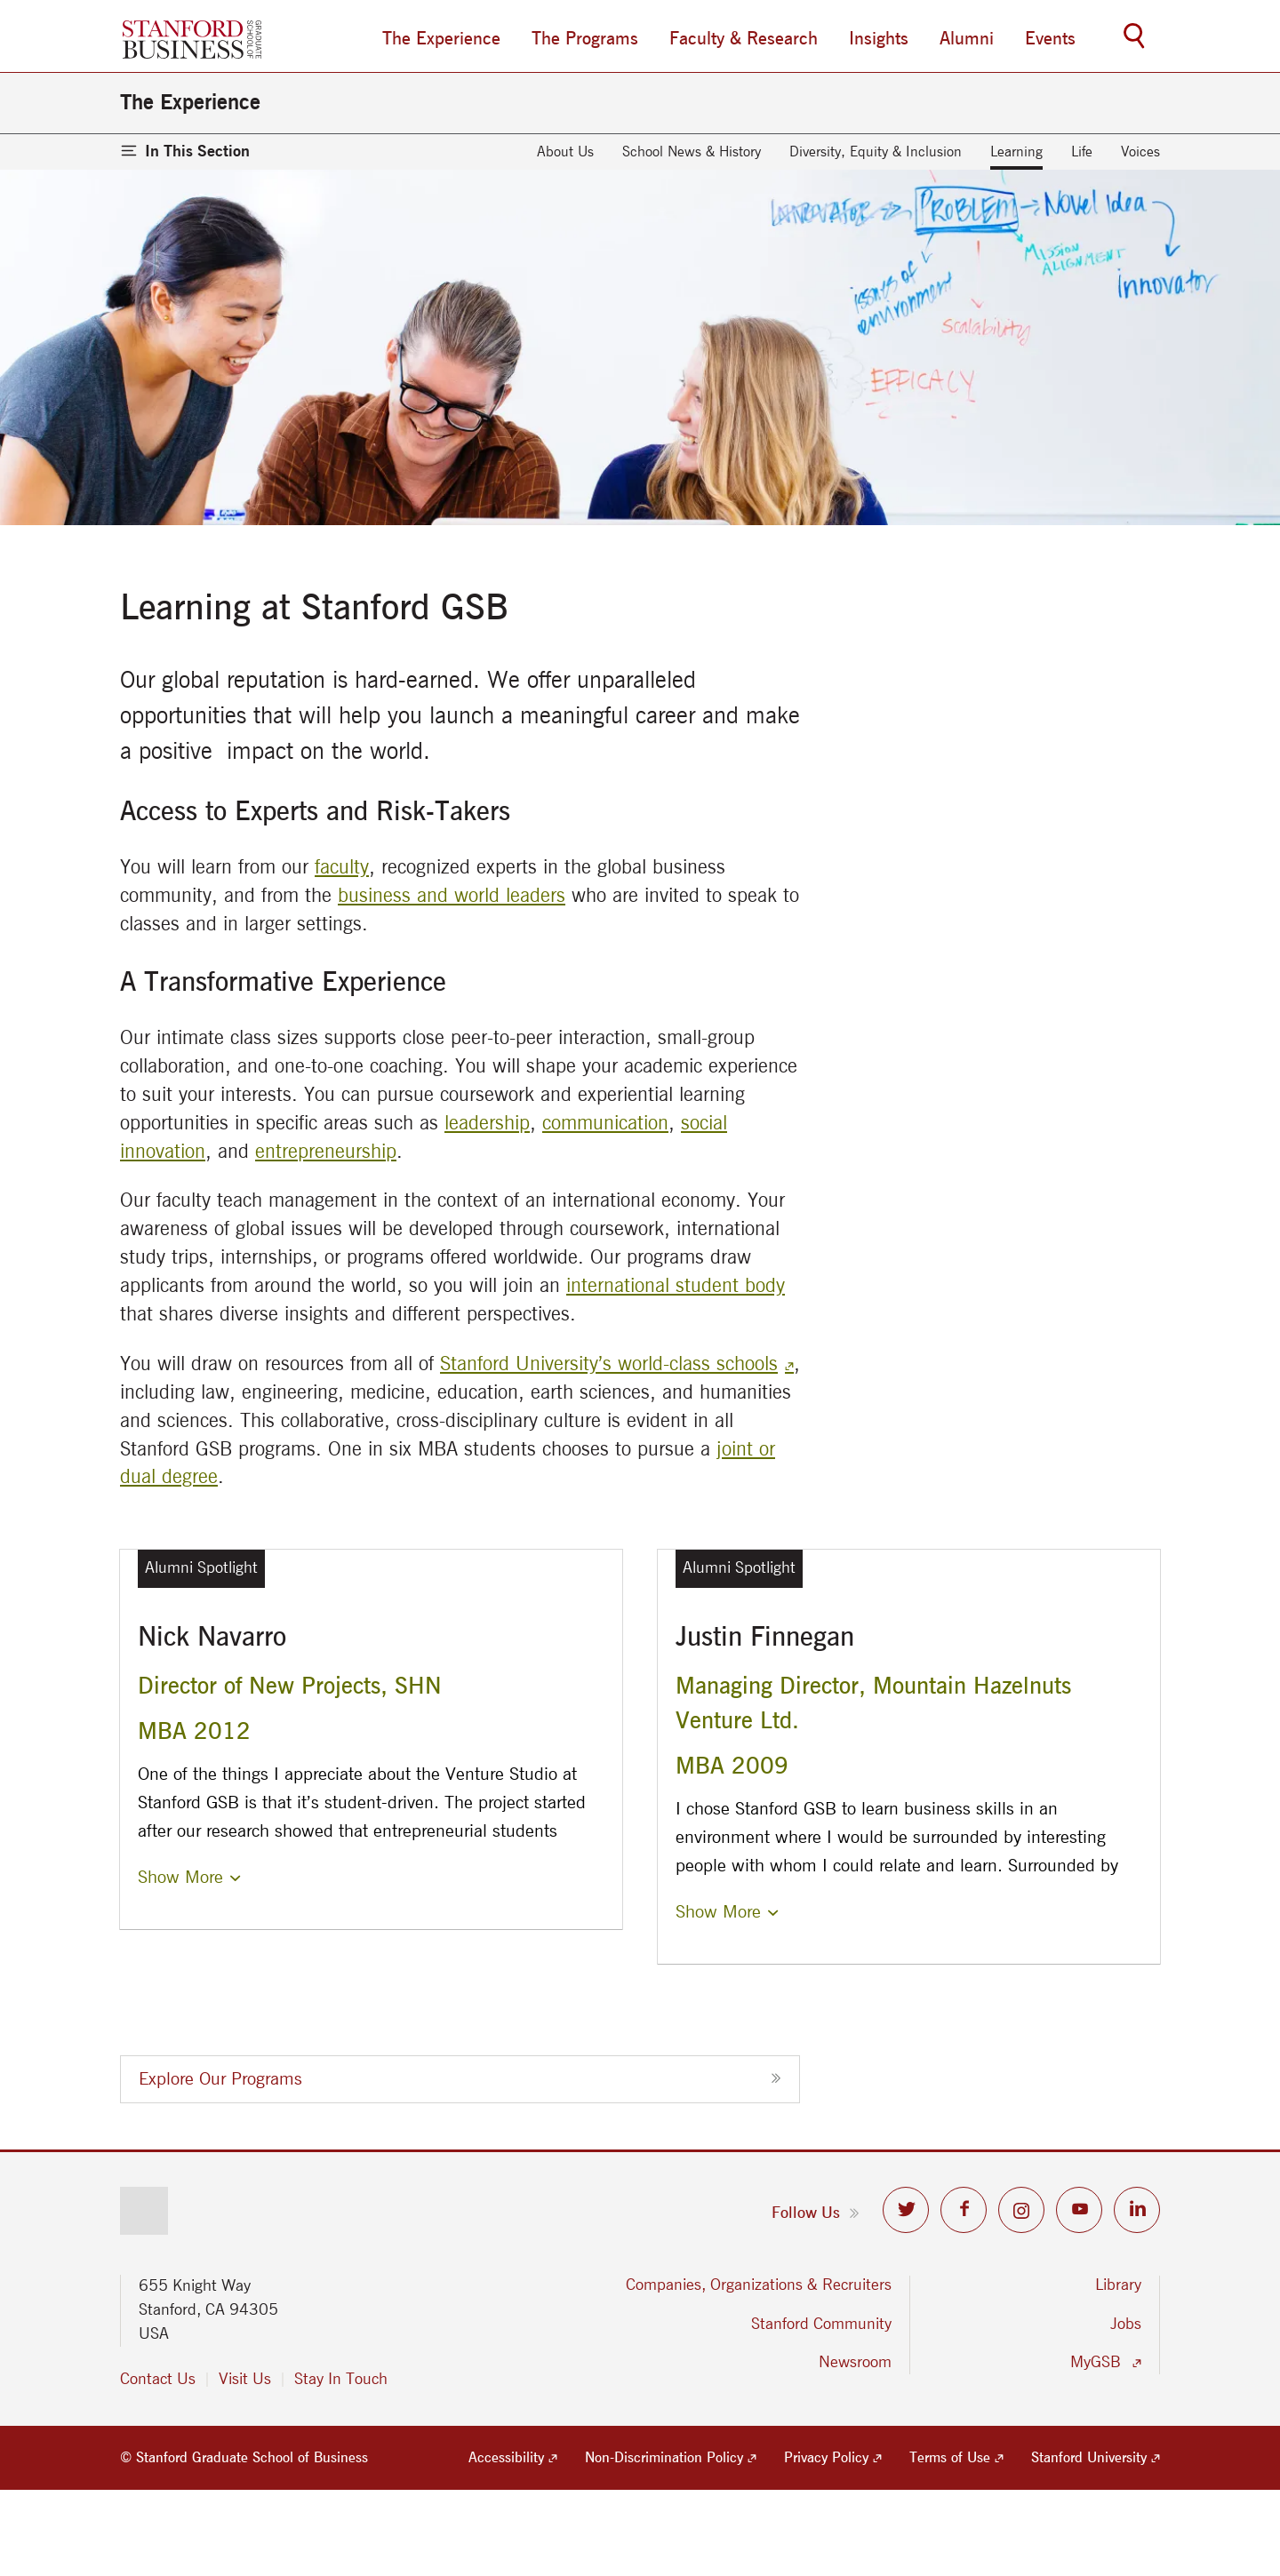 STANFORD
BUSINESS
GRADUATE
SCHOOL OF
The Experience
The Programs
Faculty & Research
Insights
Alumni
Events
The Experience
In This Section
About Us
School News & History
Diversity, Equity & Inclusion
Learning
Life
Voices
PROBLEM
Novel idea
MISSION
ALIGNMENT
innovator
issues of
environment
scalability
EFFICACY
Learning at Stanford GSB
Our global reputation is hard-earned. We offer unparalleled
opportunities that will help you launch a meaningful career and make
a positive  impact on the world.
Access to Experts and Risk-Takers
You will learn from our faculty, recognized experts in the global business
community, and from the business and world leaders who are invited to speak to
classes and in larger settings.
A Transformative Experience
Our intimate class sizes supports close peer-to-peer interaction, small-group
collaboration, and one-to-one coaching. You will shape your academic experience
to suit your interests. You can pursue coursework and experiential learning
opportunities in specific areas such as leadership, communication, social
innovation, and entrepreneurship.
Our faculty teach management in the context of an international economy. Your
awareness of global issues will be developed through coursework, international
study trips, internships, or programs offered worldwide. Our programs draw
applicants from around the world, so you will join an international student body
that shares diverse insights and different perspectives.
You will draw on resources from all of Stanford University’s world-class schools ,
including law, engineering, medicine, education, earth sciences, and humanities
and sciences. This collaborative, cross-disciplinary culture is evident in all
Stanford GSB programs. One in six MBA students chooses to pursue a joint or
dual degree.
Alumni Spotlight
Nick Navarro
Director of New Projects, SHN
MBA 2012
One of the things I appreciate about the Venture Studio at
Stanford GSB is that it’s student-driven. The project started
after our research showed that entrepreneurial students
Show More
Alumni Spotlight
Justin Finnegan
Managing Director, Mountain Hazelnuts
Venture Ltd.
MBA 2009
I chose Stanford GSB to learn business skills in an
environment where I would be surrounded by interesting
people with whom I could relate and learn. Surrounded by
Show More
Explore Our Programs
Follow Us
655 Knight Way
Stanford, CA 94305
USA
Contact Us
Visit Us
Stay In Touch
Companies, Organizations & Recruiters
Stanford Community
Newsroom
Library
Jobs
MyGSB
© Stanford Graduate School of Business
Accessibility
Non-Discrimination Policy
Privacy Policy
Terms of Use
Stanford University